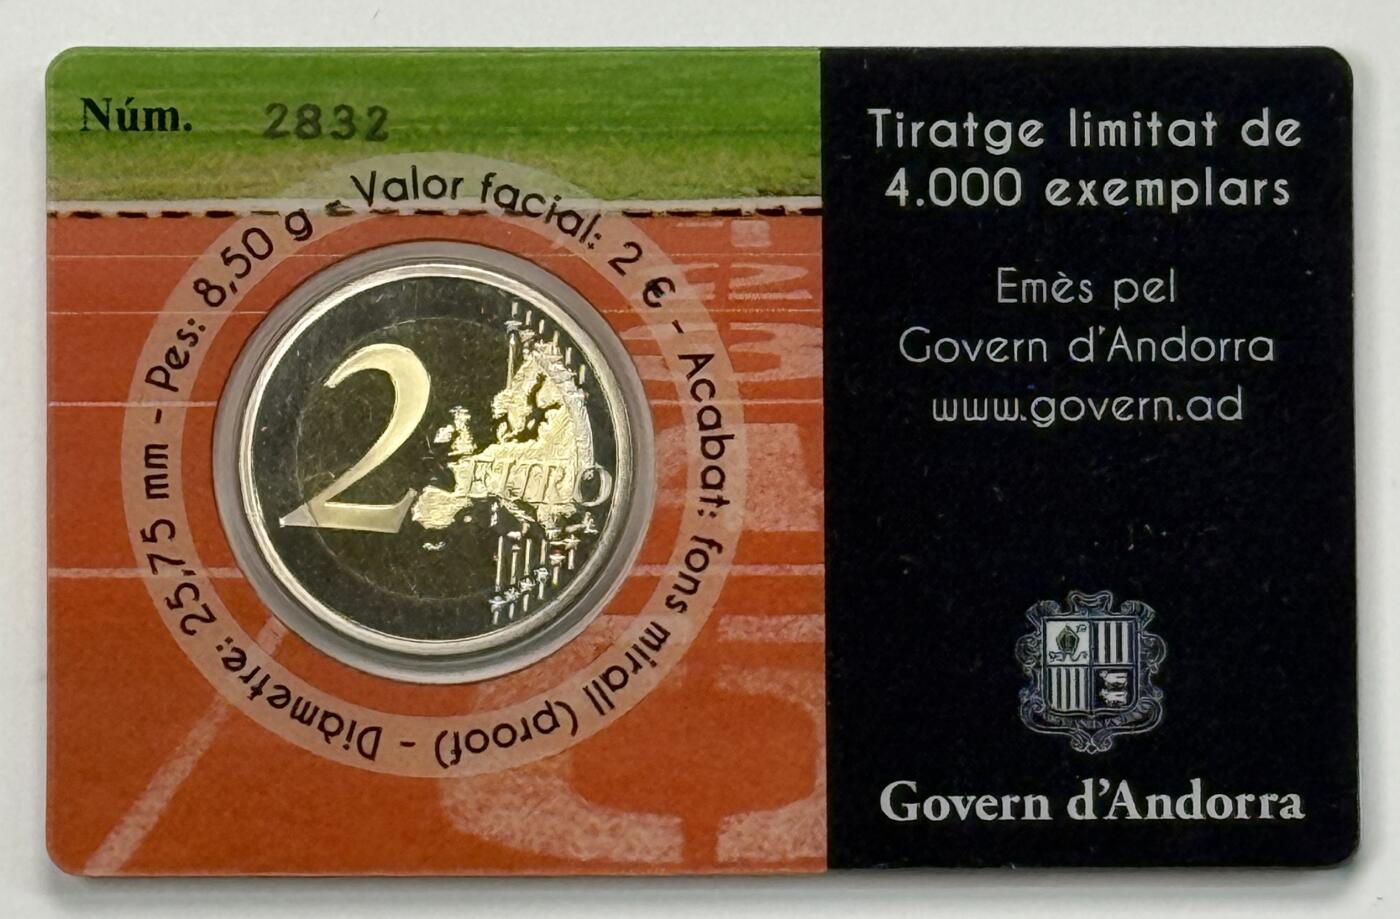 Núm. 2832
Valor facial: 2 € - Acabat: fons mirall (proof) - Diàmetre: 25,75 mm - Pes: 8,50 g -
2
EURO
Tiratge limitat de
4.000 exemplars
Emès pel
Govern d'Andorra
www.govern.ad
Govern d'Andorra